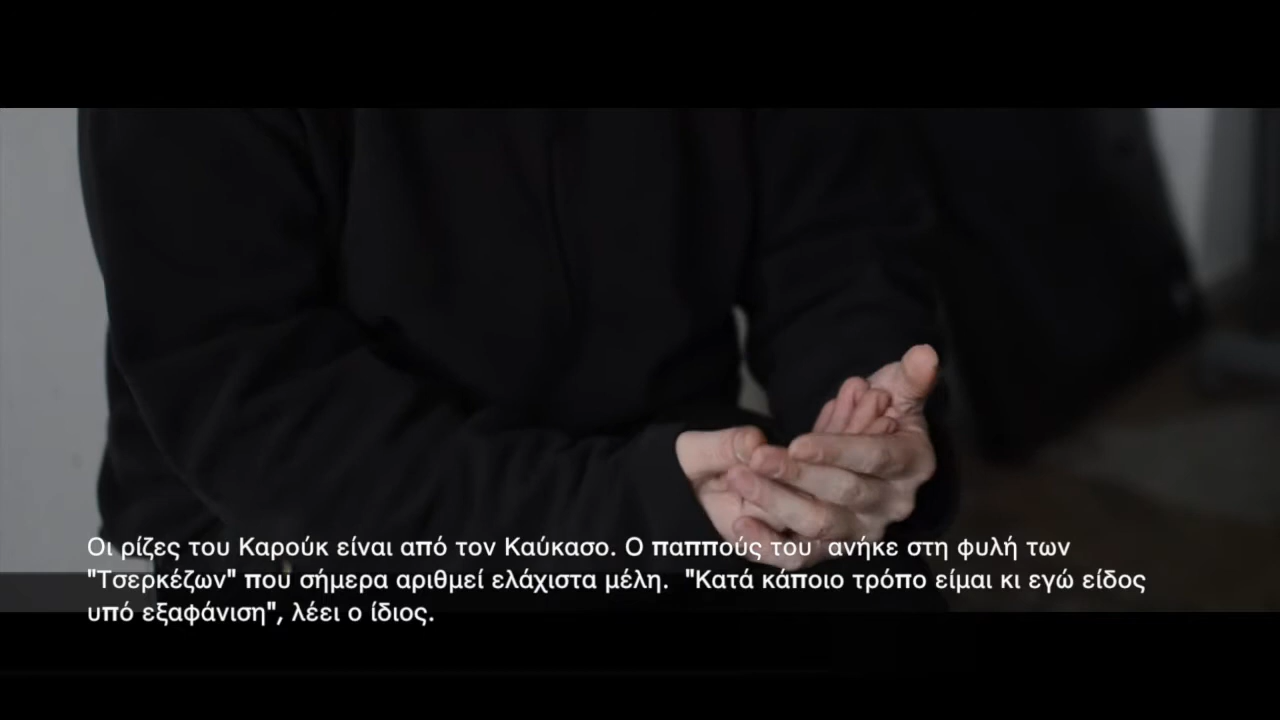 Οι ρίζες του Καρούκ είναι από τον Καύκασο. Ο παππούς του  ανήκε στη φυλή των
"Τσερκέζων" που σήμερα αριθμεί ελάχιστα μέλη.  "Κατά κάποιο τρόπο είμαι κι εγώ είδος
υπό εξαφάνιση", λέει ο ίδιος.